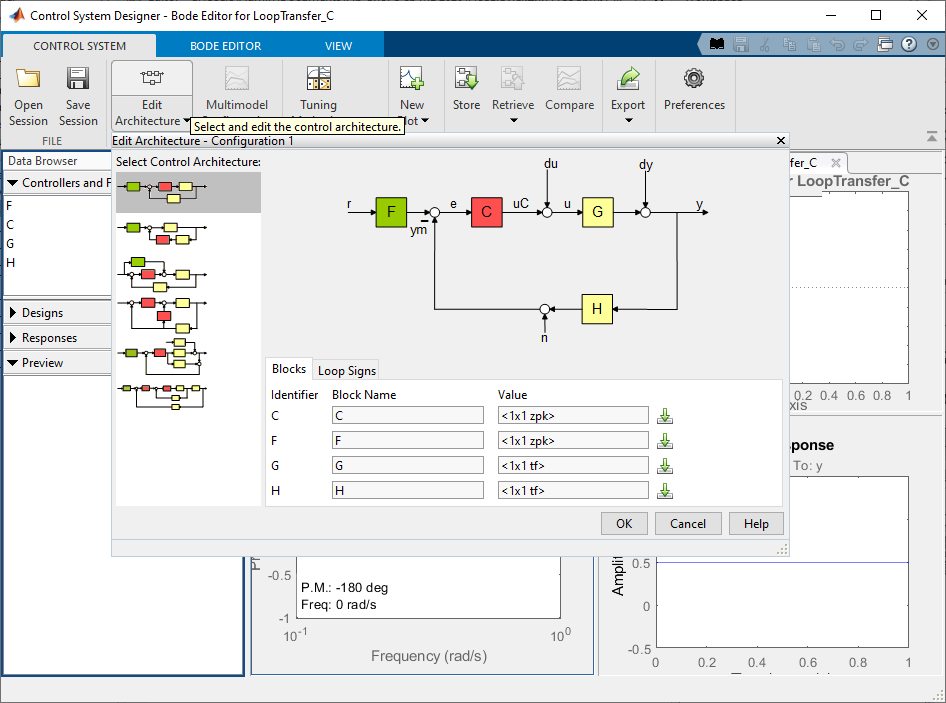 Control System Designer - Bode Editor for LoopTransfer_C
CONTROL SYSTEM
BODE EDITOR
VIEW
Open
Session
Save
Session
Edit
Architecture
Multimodel
Tuning
New
Plot
Store
Retrieve
Compare
Export
Preferences
FILE
Select and edit the control architecture.
Data Browser
Controllers and F
F
C
G
H
Designs
Responses
Preview
Edit Architecture - Configuration 1
Select Control Architecture:
du
dy
r
F
e
C
uC
u
G
y
ym
H
n
Blocks
Loop Signs
Identifier Block Name Value
C C <1x1 zpk>
F F <1x1 zpk>
G G <1x1 tf>
H H <1x1 tf>
OK
Cancel
Help
fer_C
r LoopTransfer_C
0.2 0.4 0.6 0.8 1
xis
ponse
To: y
-0.5
-1
P.M.: -180 deg
Freq: 0 rad/s
10-1
100
Frequency (rad/s)
Amplit
0.5
0
-0.5
0 0.2 0.4 0.6 0.8 1